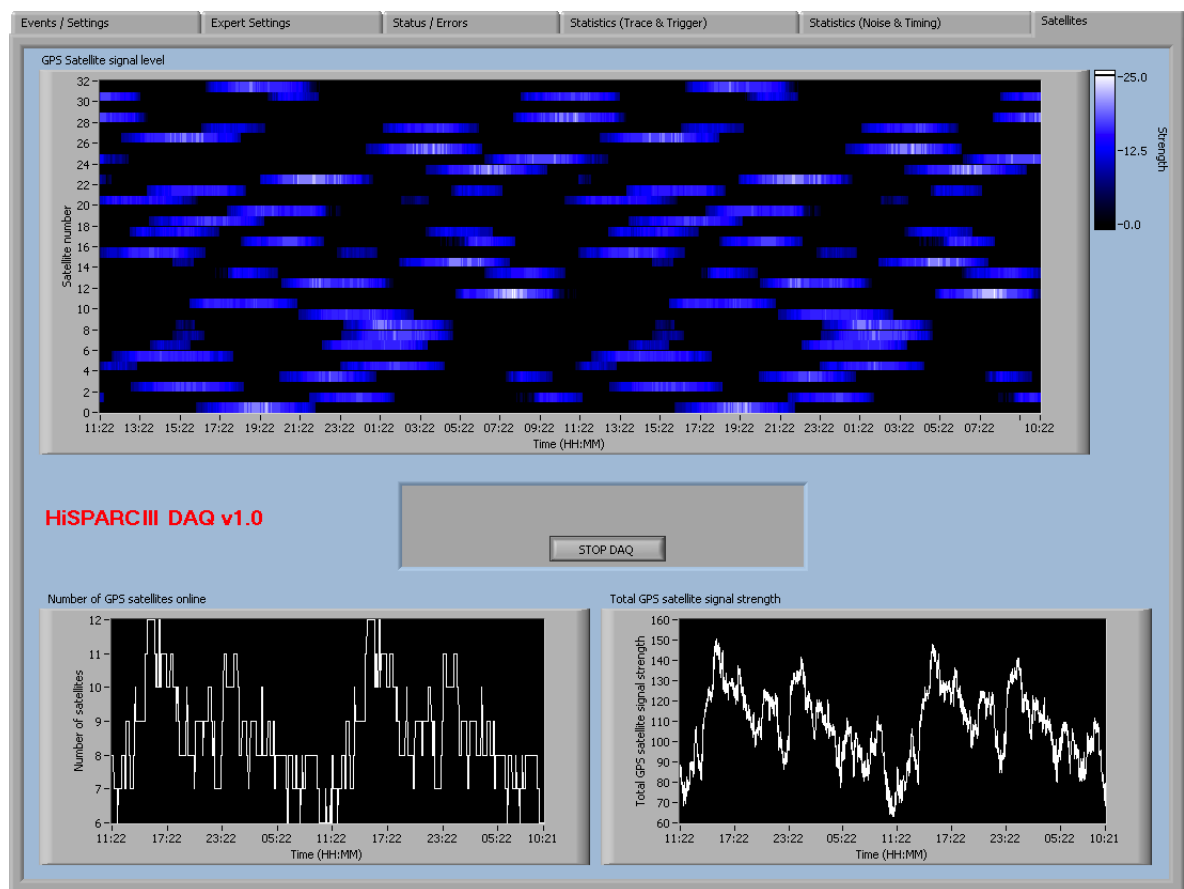 Events / Settings
Expert Settings
Status / Errors
Statistics (Trace & Trigger)
Statistics (Noise & Timing)
Satellites
GPS Satellite signal level
Satellite number
32
30
28
26
24
22
20
18
16
14
12
10
8
6
4
2
0
11:22 13:22 15:22 17:22 19:22 21:22 23:22 01:22 03:22 05:22 07:22 09:22 11:22 13:22 15:22 17:22 19:22 21:22 23:22 01:22 03:22 05:22 07:22 10:22
Time (HH:MM)
25.0
12.5
0.0
Strength
HiSPARCIII DAQ v1.0
STOP DAQ
Number of GPS satellites online
Number of satellites
12
11
10
9
8
7
6
11:22 17:22 23:22 05:22 11:22 17:22 23:22 05:22 10:21
Time (HH:MM)
Total GPS satellite signal strength
Total GPS satellite signal strength
160
150
140
130
120
110
100
90
80
70
60
11:22 17:22 23:22 05:22 11:22 17:22 23:22 05:22 10:21
Time (HH:MM)